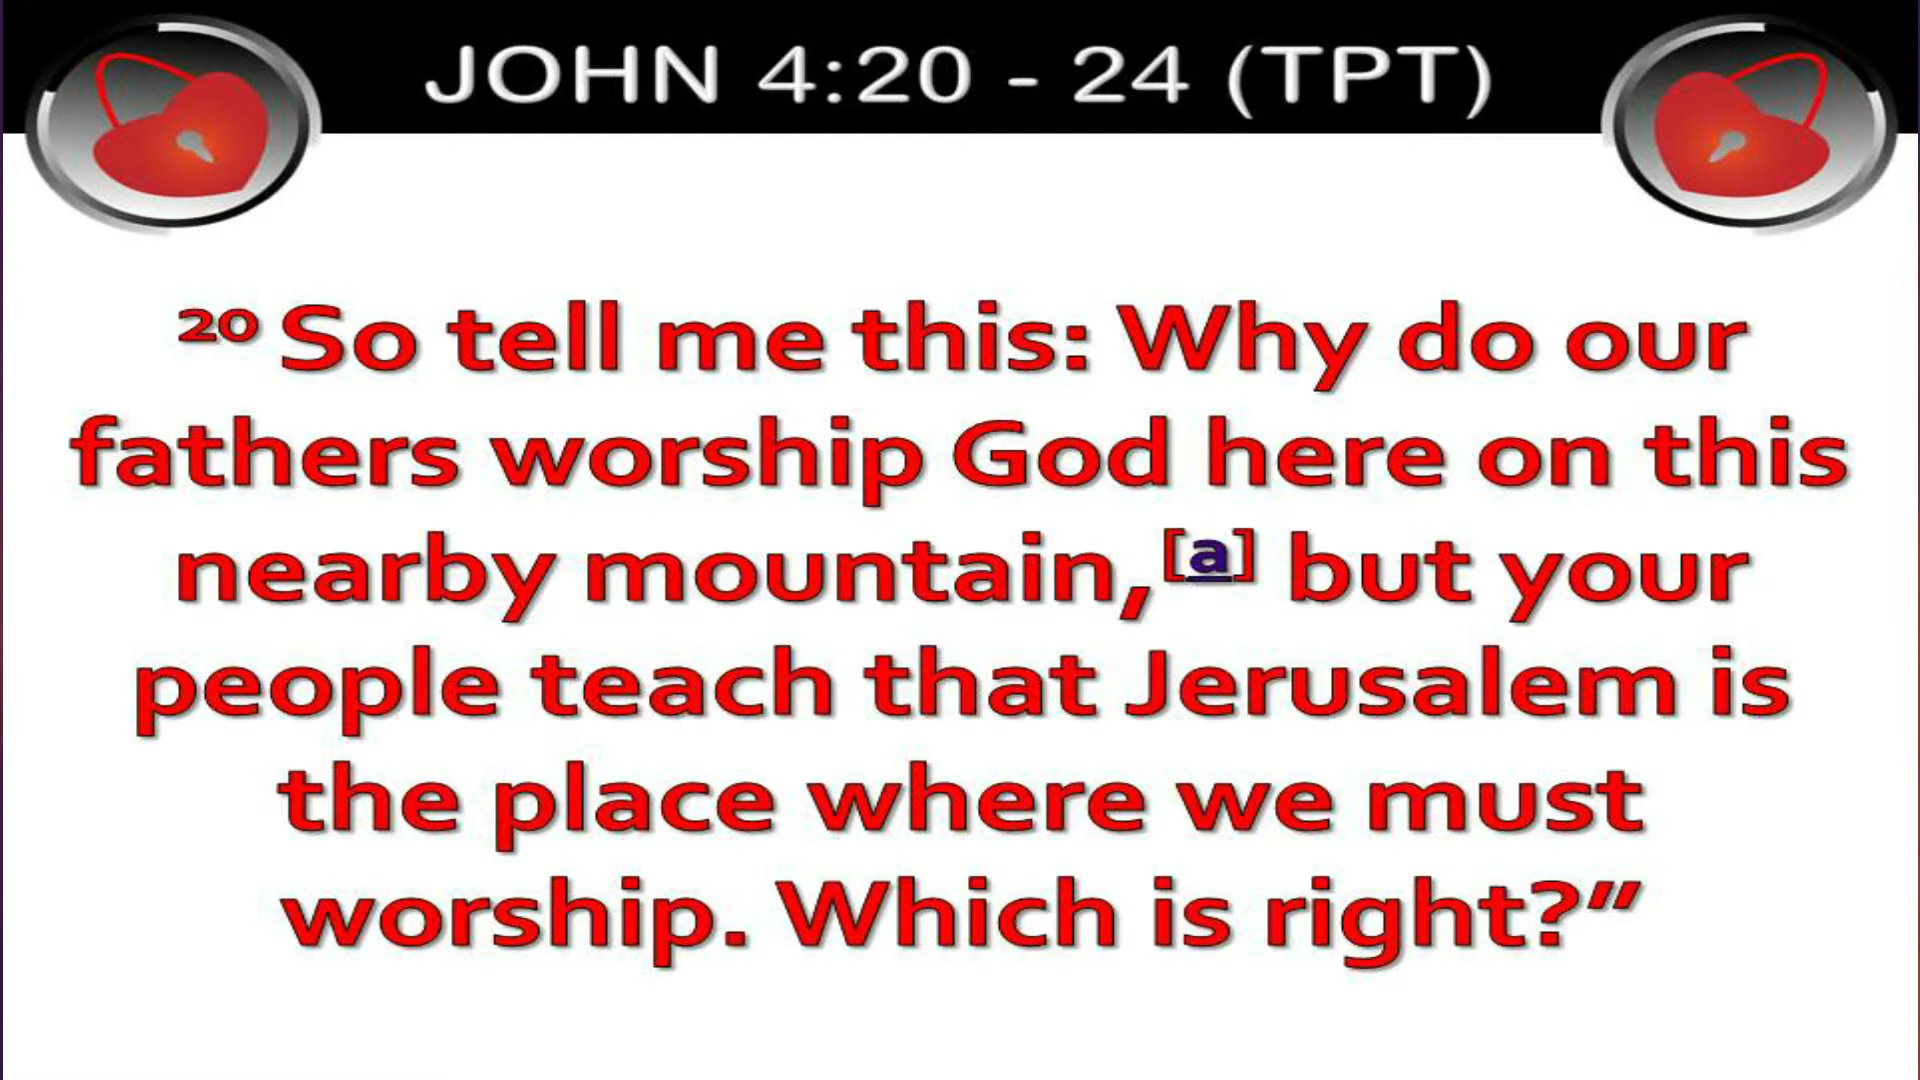 JOHN 4:20 - 24 (TPT)
20 So tell me this: Why do our
fathers worship God here on this
nearby mountain,[a] but your
people teach that Jerusalem is
the place where we must
worship. Which is right?”